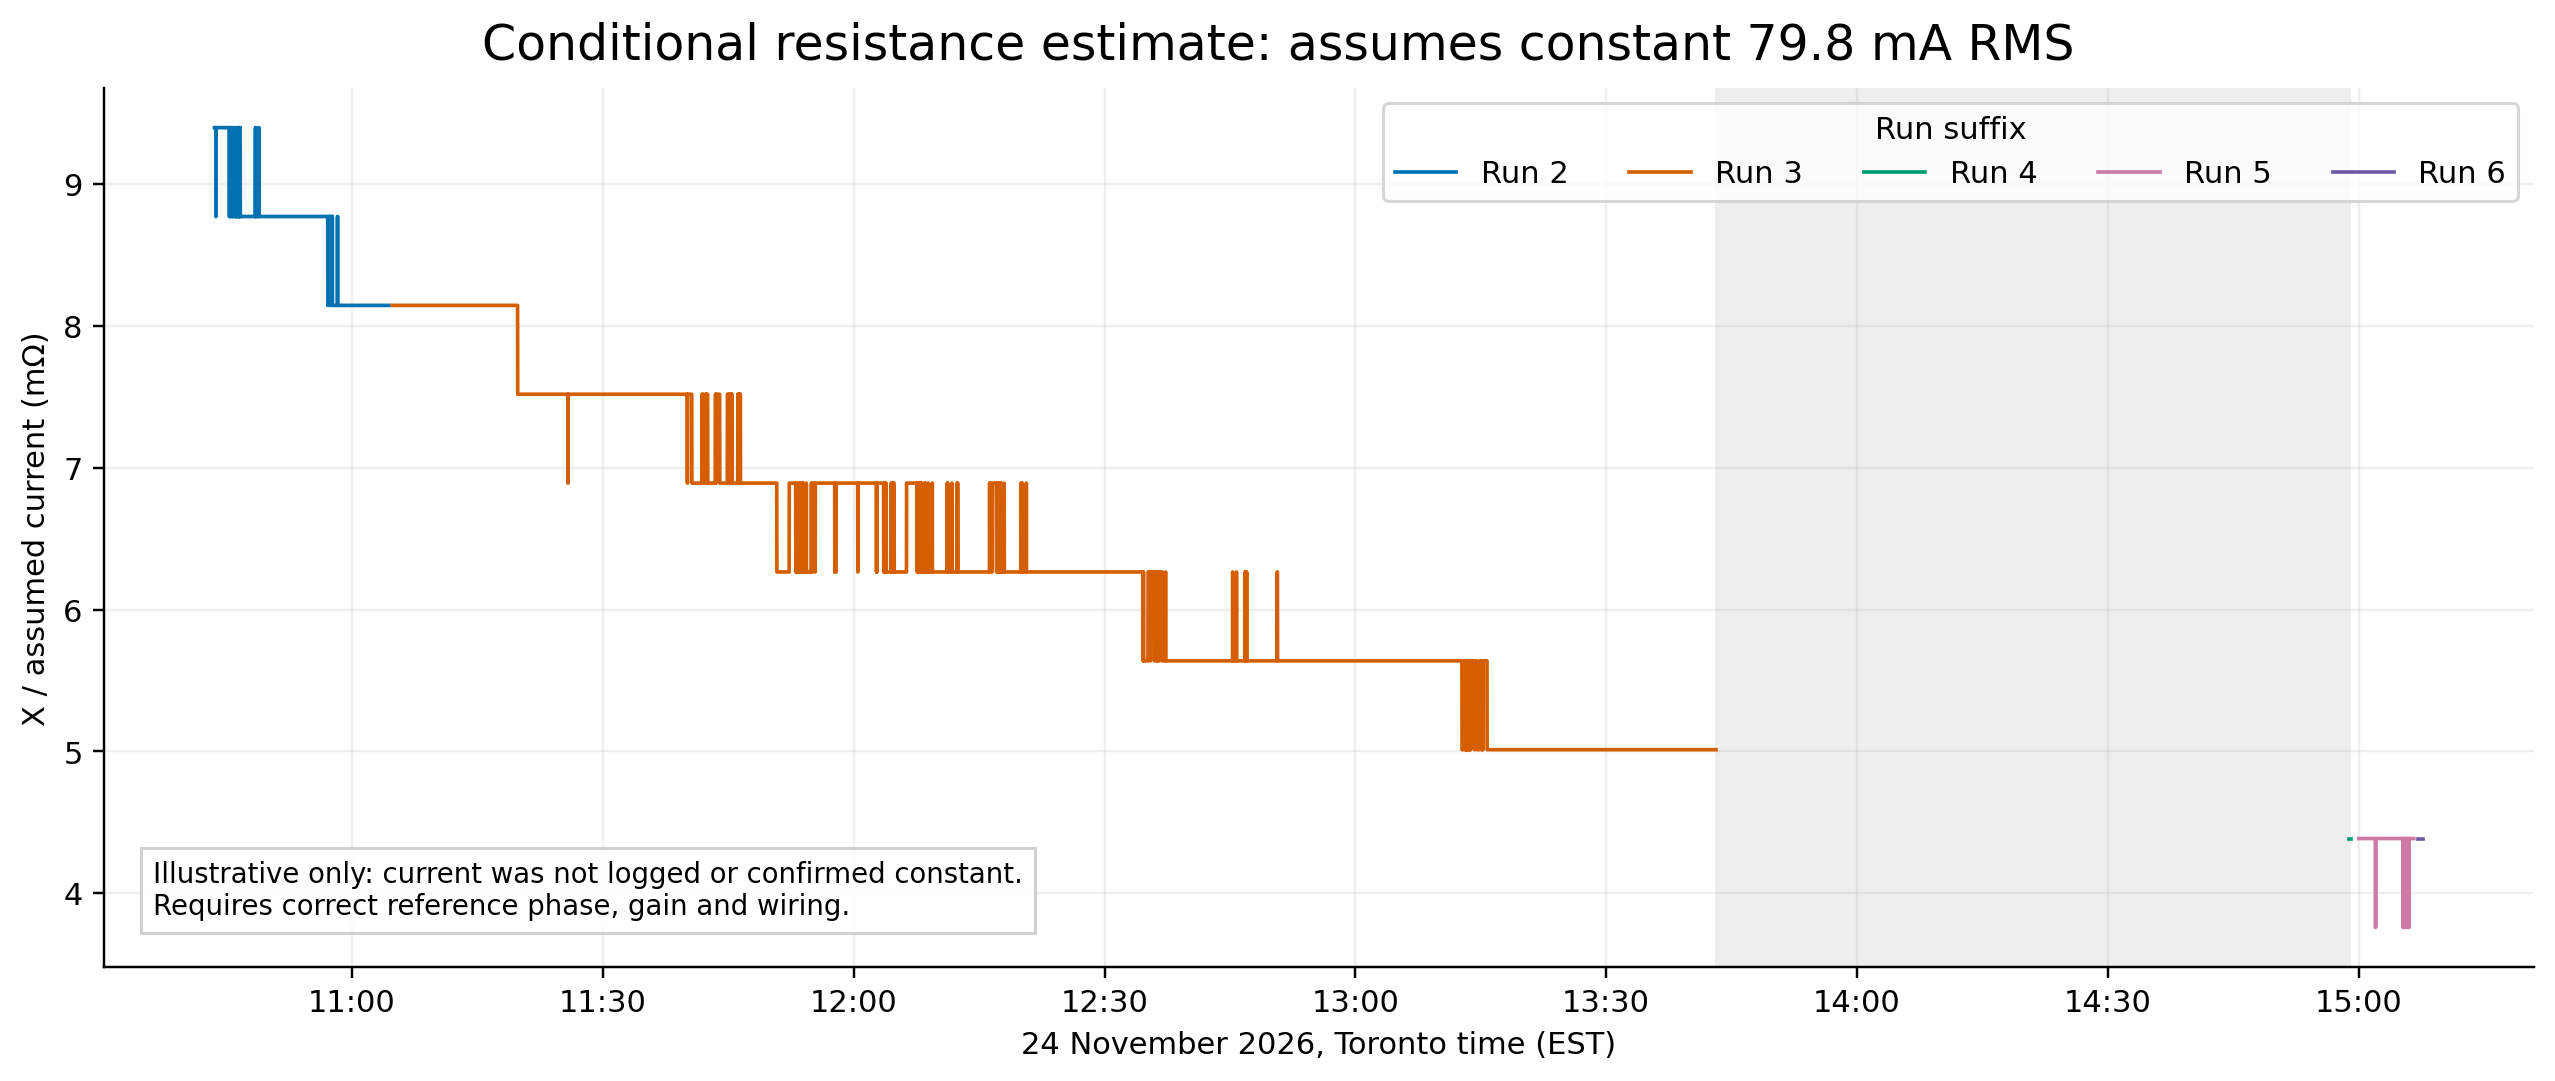 Conditional resistance estimate: assumes constant 79.8 mA RMS
Run suffix
Run 2 Run 3 Run 4 Run 5 Run 6
X / assumed current (mΩ)
9
8
7
6
5
4
Illustrative only: current was not logged or confirmed constant.
Requires correct reference phase, gain and wiring.
11:00 11:30 12:00 12:30 13:00 13:30 14:00 14:30 15:00
24 November 2026, Toronto time (EST)